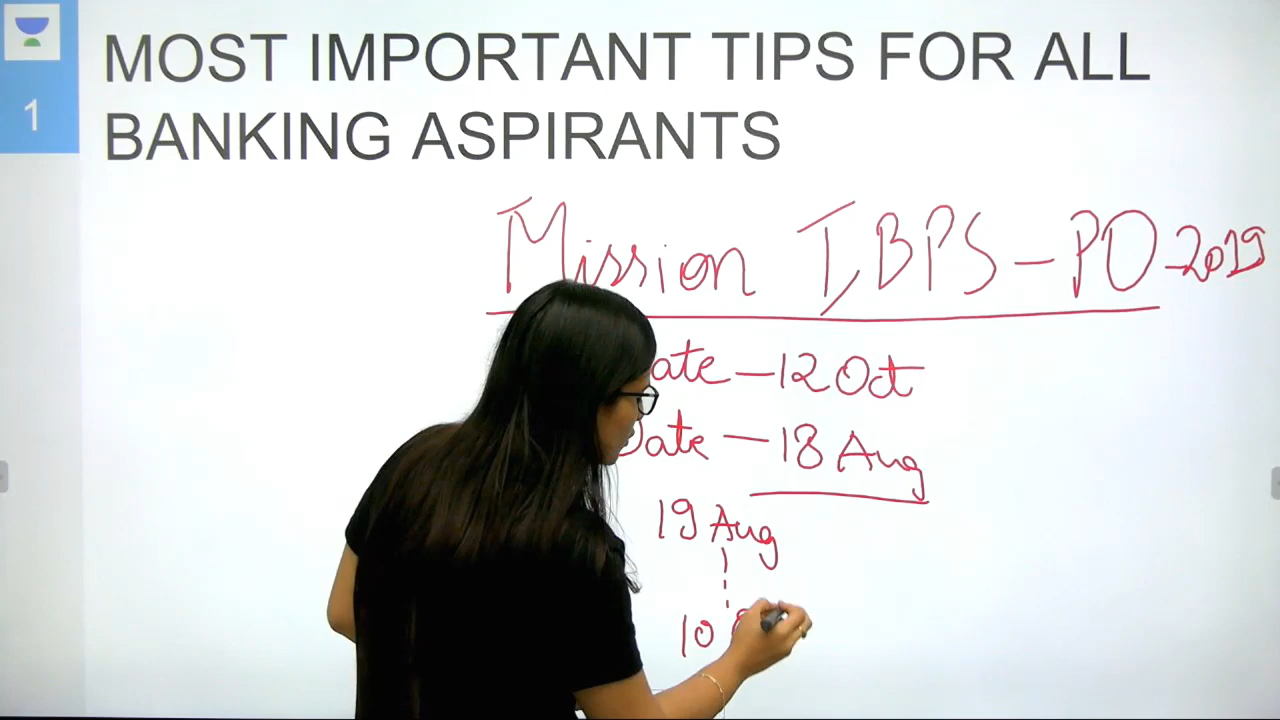 1
MOST IMPORTANT TIPS FOR ALL
BANKING ASPIRANTS
Mission IBPS-PO-2019
ate - 12 Oct
Date - 18 Aug
19 Aug
10